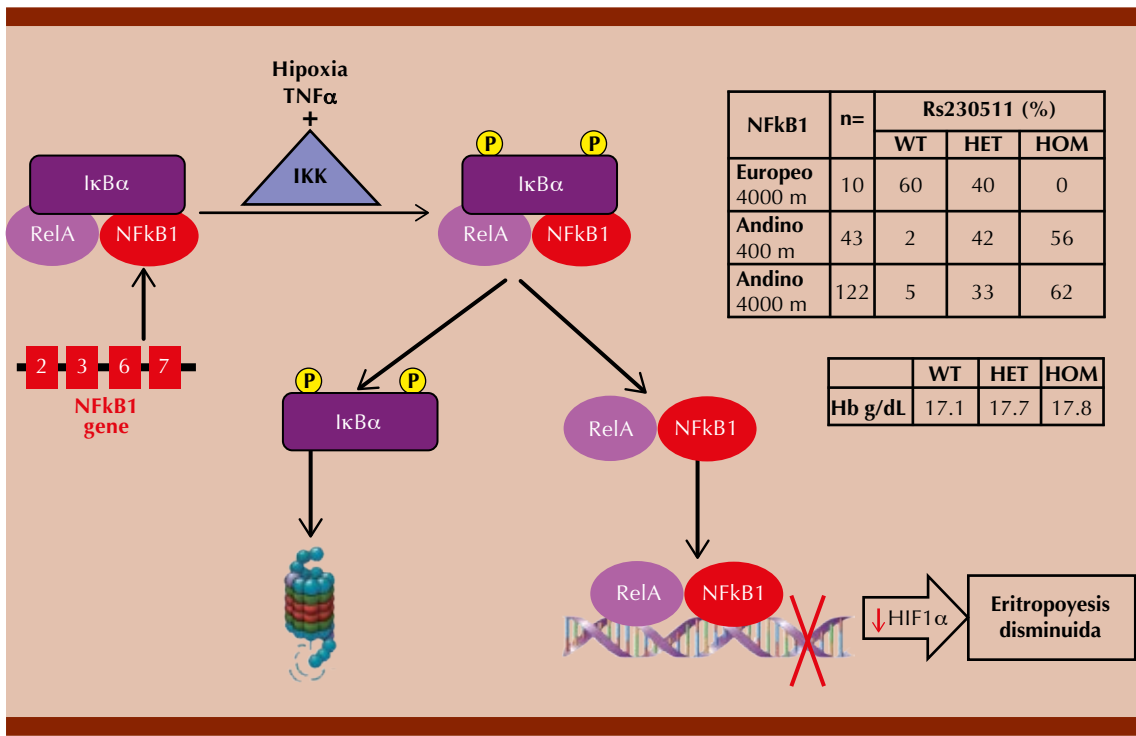 Hipoxia
TNFα
+
IKK
IκBα
RelA
NFkB1
P
P
IκBα
RelA
NFkB1
2 3 6 7
NFkB1
gene
P
P
IκBα
RelA
NFkB1
RelA
NFkB1
↓HIF1α
Eritropoyesis
disminuida
NFkB1 n= Rs230511 (%)
WT HET HOM
Europeo
4000 m 10 60 40 0
Andino
400 m 43 2 42 56
Andino
4000 m 122 5 33 62
WT HET HOM
Hb g/dL 17.1 17.7 17.8